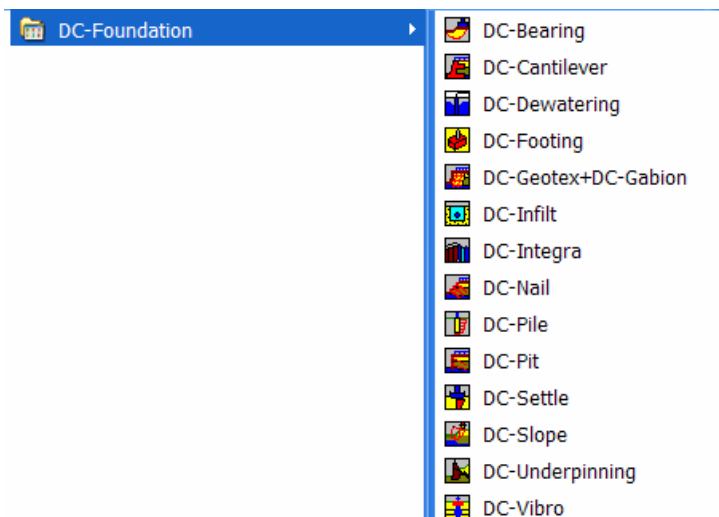 DC-Foundation
DC-Bearing
DC-Cantilever
DC-Dewatering
DC-Footing
DC-Geotex+DC-Gabion
DC-Infilt
DC-Integra
DC-Nail
DC-Pile
DC-Pit
DC-Settle
DC-Slope
DC-Underpinning
DC-Vibro